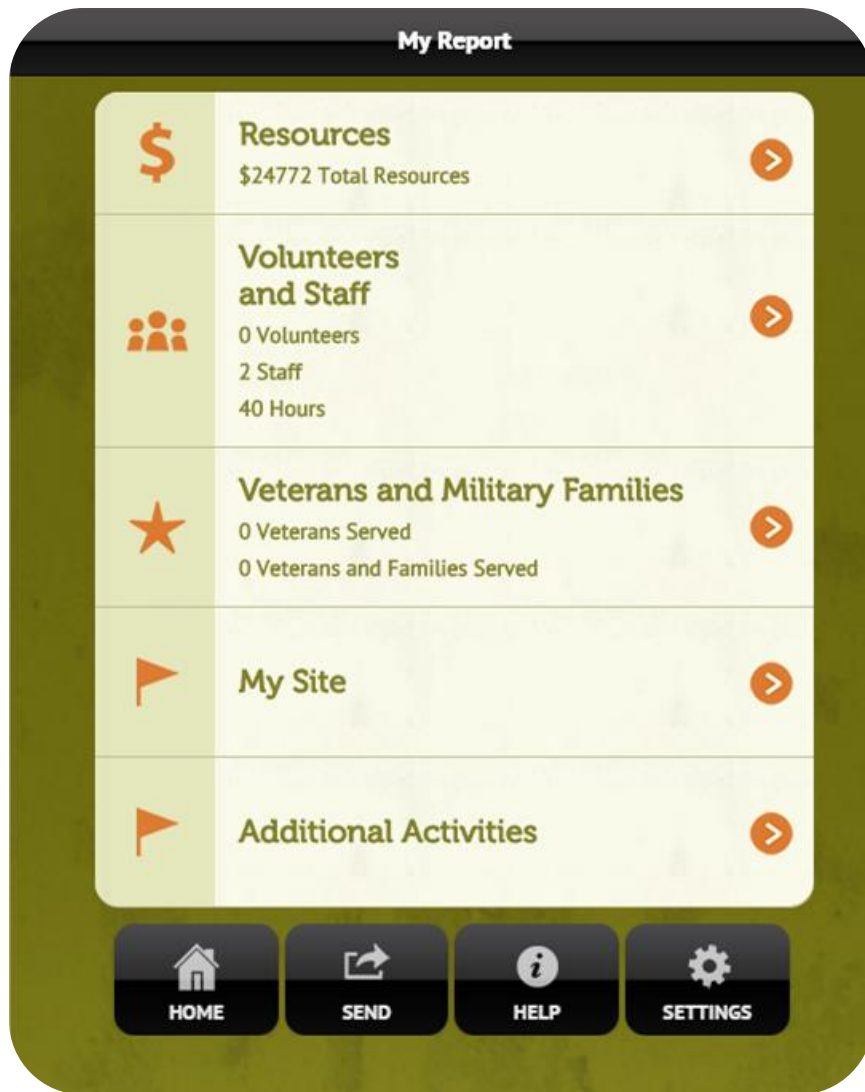 My Report
Resources
$24772 Total Resources
Volunteers
and Staff
0 Volunteers
2 Staff
40 Hours
Veterans and Military Families
0 Veterans Served
0 Veterans and Families Served
My Site
Additional Activities
HOME
SEND
HELP
SETTINGS